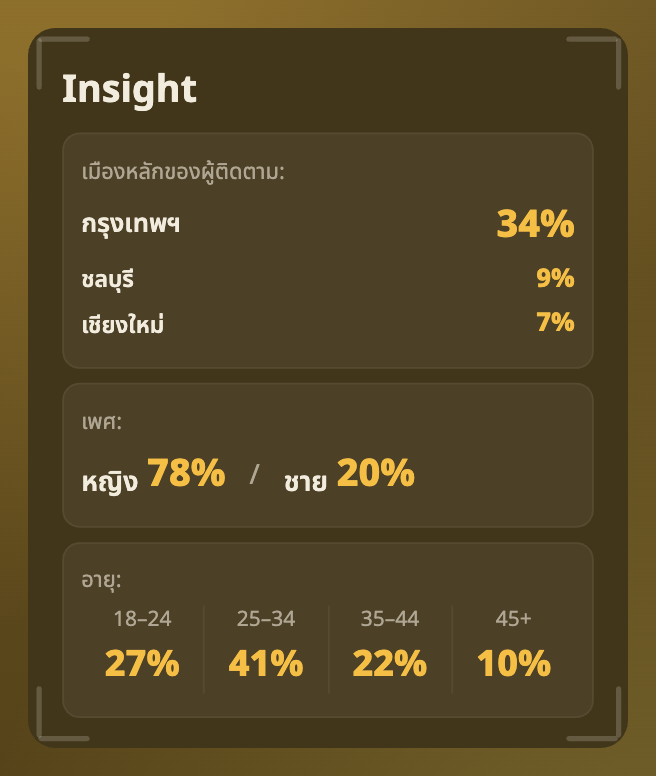 Insight
เมืองหลักของผู้ติดตาม:
กรุงเทพฯ 34%
ชลบุรี 9%
เชียงใหม่ 7%
เพศ:
หญิง 78% / ชาย 20%
อายุ:
18–24 25–34 35–44 45+
27% 41% 22% 10%